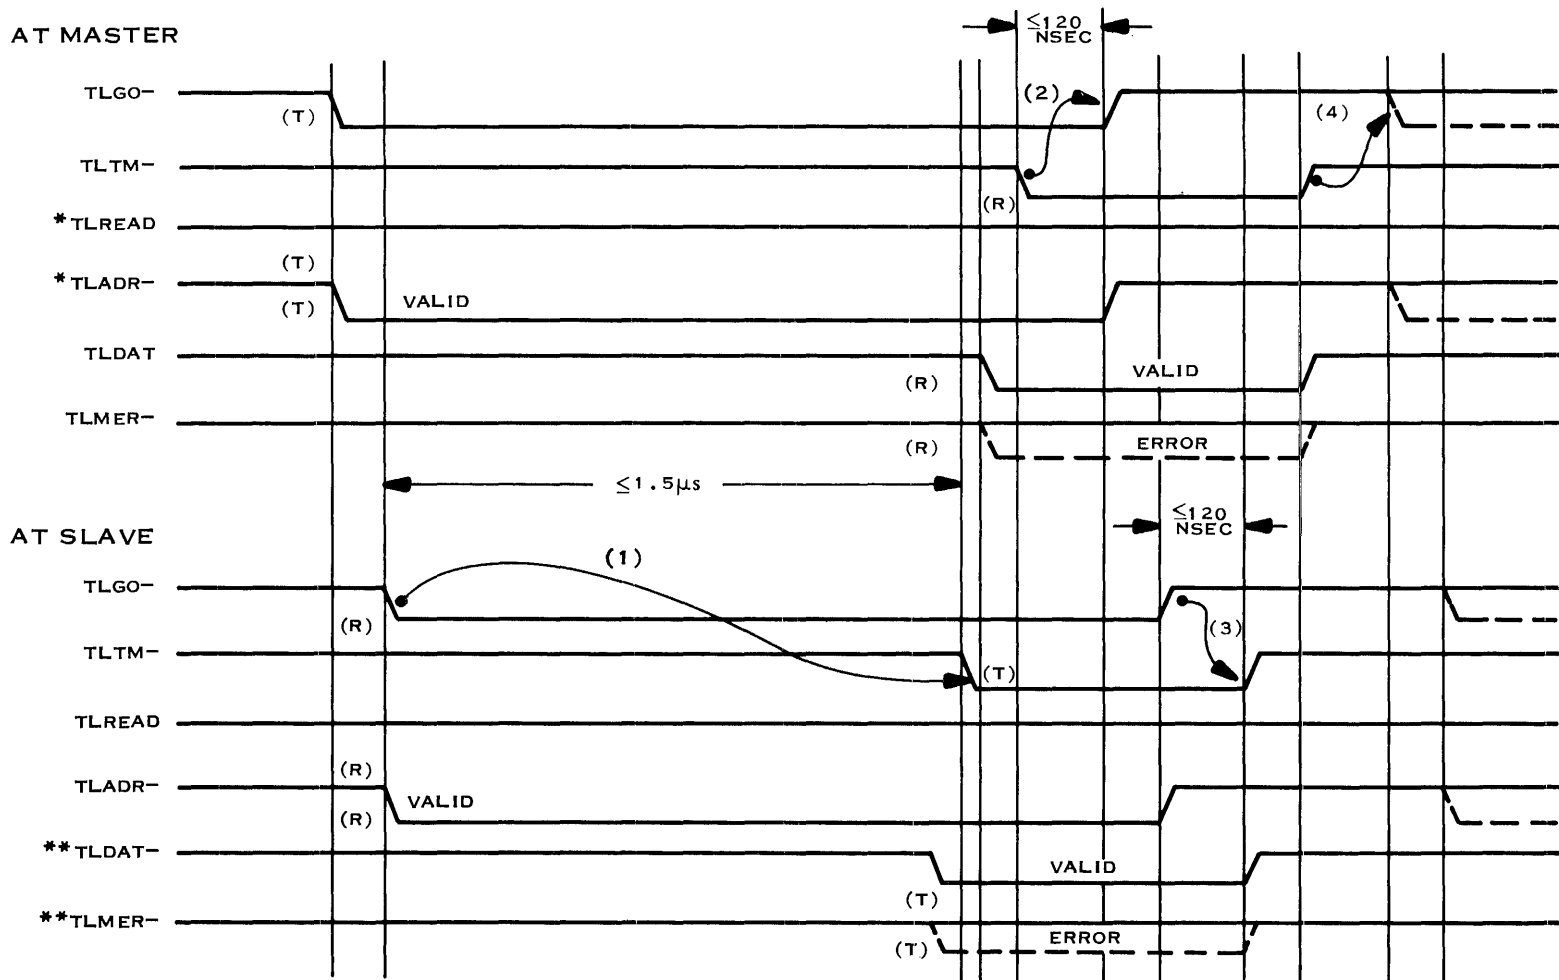 AT MASTER
≤120
NSEC
TLGO-
(T)
(2)
(4)
TLTM-
(R)
*TLREAD
(T)
*TLADR-
(T)
VALID
TLDAT
(R)
VALID
TLMER-
(R)
ERROR
≤1.5μs
≤120
NSEC
AT SLAVE
(1)
TLGO-
(R)
(3)
TLTM-
(T)
TLREAD
(R)
TLADR-
(R)
VALID
**TLDAT-
VALID
(T)
**TLMER-
(T)
ERROR